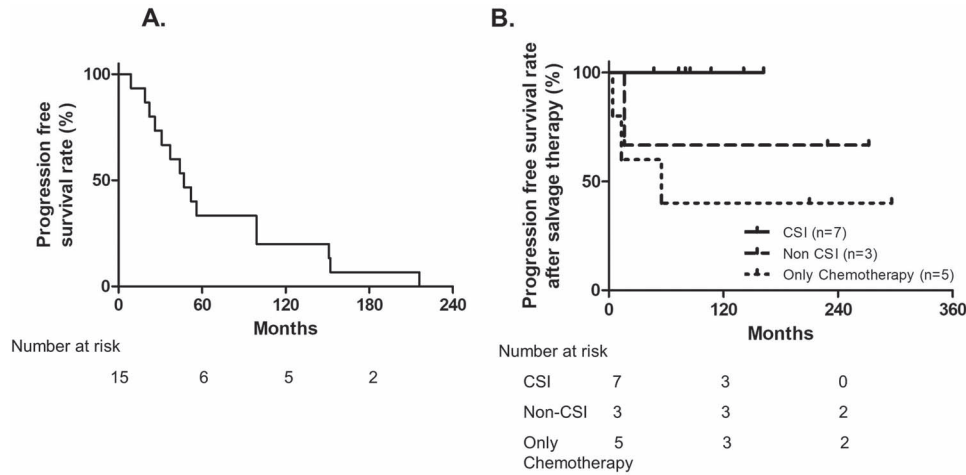 A.
Progression free
survival rate (%)
100
50
0
0 60 120 180 240
Months
Number at risk
15 6 5 2
B.
Progression free survival rate
after salvage therapy (%)
100
50
0
CSI (n=7)
Non CSI (n=3)
Only Chemotherapy (n=5)
0 120 240 360
Months
Number at risk
CSI 7 3 0
Non-CSI 3 3 2
Only 5 3 2
Chemotherapy